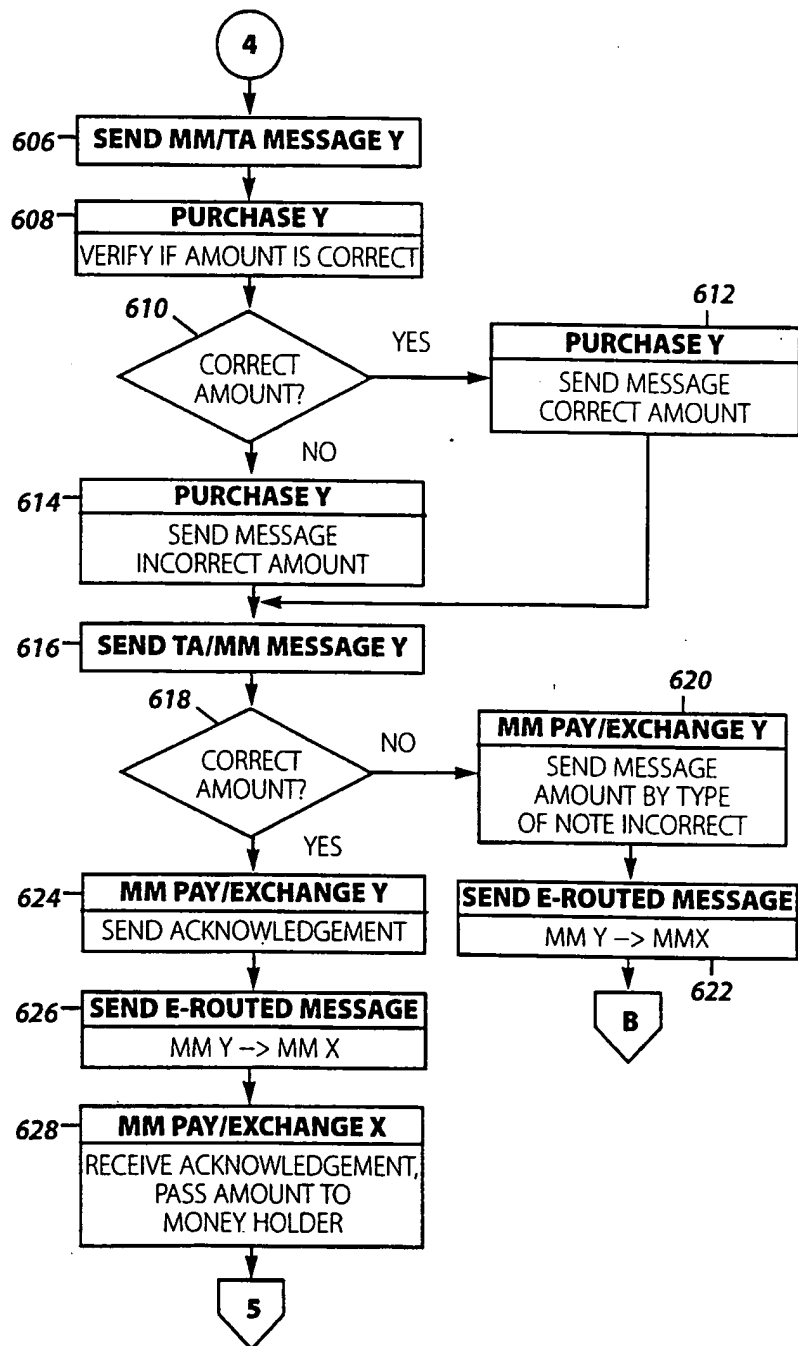 4
606
SEND MM/TA MESSAGE Y
608
PURCHASE Y
VERIFY IF AMOUNT IS CORRECT
610
CORRECT
AMOUNT?
YES
NO
612
PURCHASE Y
SEND MESSAGE
CORRECT AMOUNT
614
PURCHASE Y
SEND MESSAGE
INCORRECT AMOUNT
616
SEND TA/MM MESSAGE Y
618
CORRECT
AMOUNT?
NO
YES
620
MM PAY/EXCHANGE Y
SEND MESSAGE
AMOUNT BY TYPE
OF NOTE INCORRECT
SEND E-ROUTED MESSAGE
MM Y –> MMX
622
B
624
MM PAY/EXCHANGE Y
SEND ACKNOWLEDGEMENT
626
SEND E-ROUTED MESSAGE
MM Y –> MM X
628
MM PAY/EXCHANGE X
RECEIVE ACKNOWLEDGEMENT,
PASS AMOUNT TO
MONEY HOLDER
5